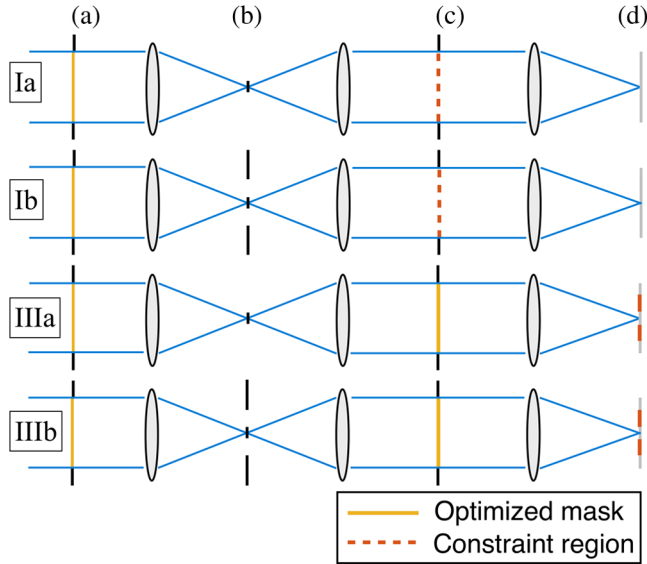 (a) (b) (c) (d)
Ia
Ib
IIIa
IIIb
Optimized mask
Constraint region